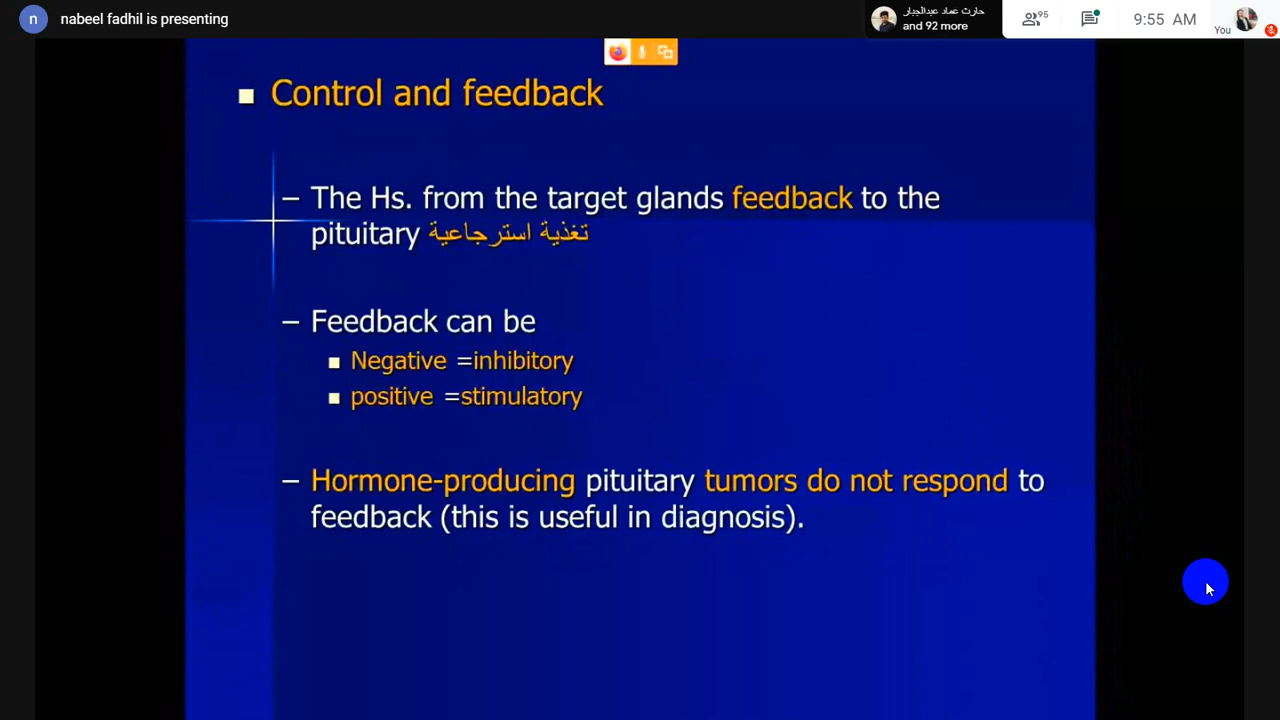 n nabeel fadhil is presenting
حارث عماد عبدالجبار
and 92 more
95
9:55 AM
You
Control and feedback
– The Hs. from the target glands feedback to the
pituitary تغذية استرجاعية
– Feedback can be
Negative =inhibitory
positive =stimulatory
– Hormone-producing pituitary tumors do not respond to
feedback (this is useful in diagnosis).